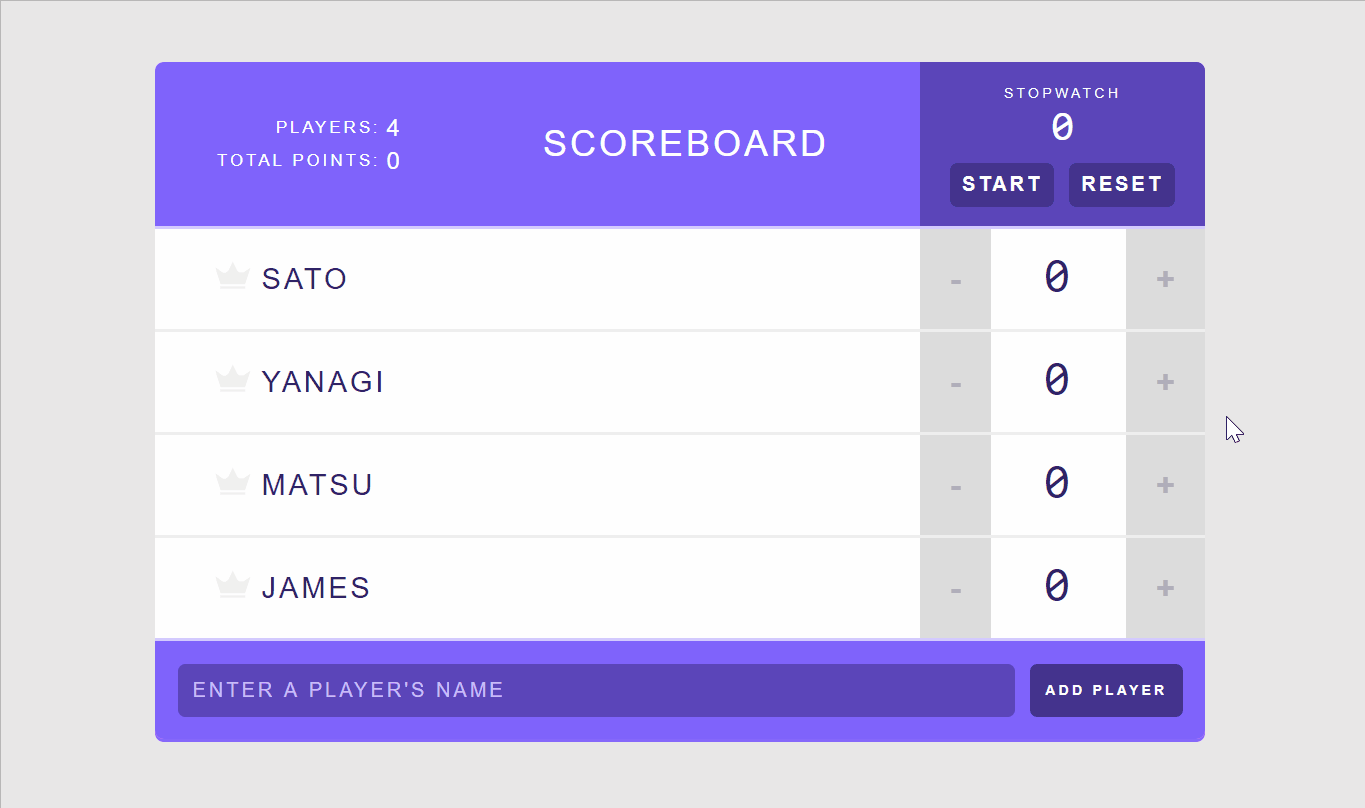 PLAYERS: 4
TOTAL POINTS: 0
SCOREBOARD
STOPWATCH
0
START RESET
SATO - 0 +
YANAGI - 0 +
MATSU - 0 +
JAMES - 0 +
ENTER A PLAYER'S NAME ADD PLAYER